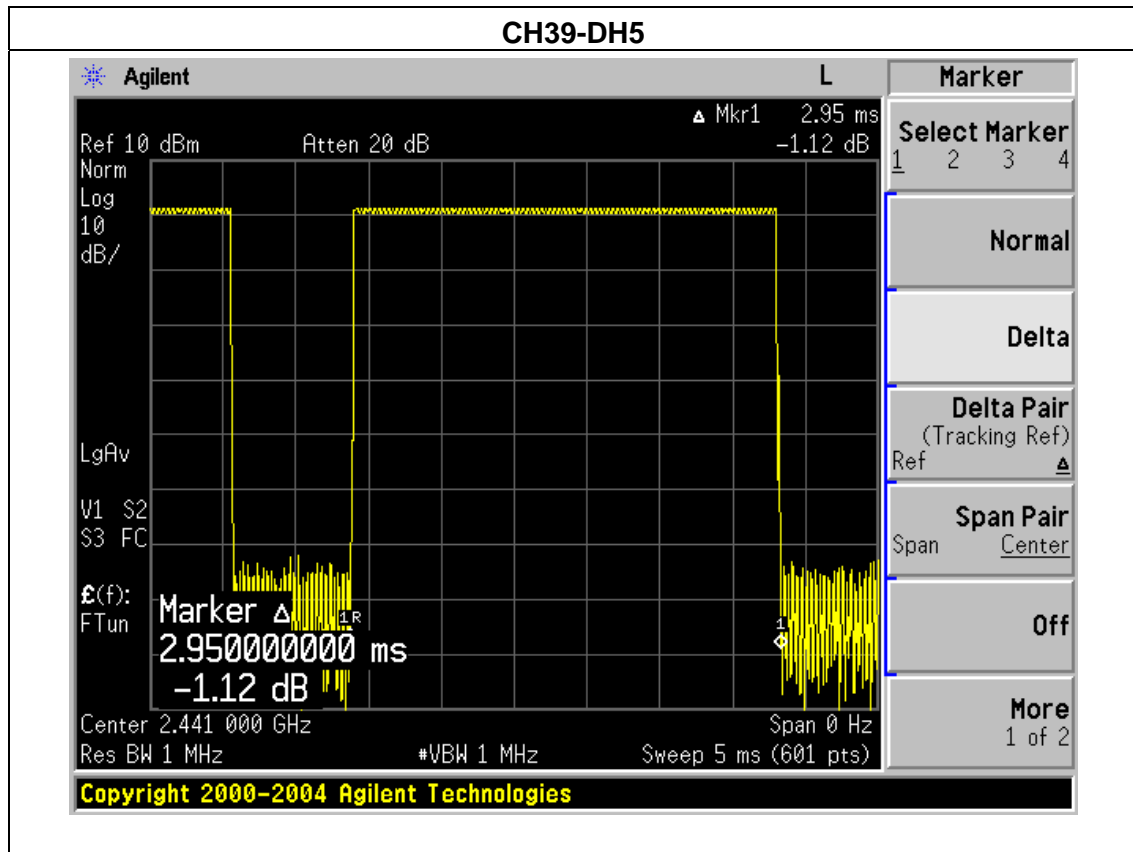 CH39-DH5
Agilent L
Marker
Δ Mkr1 2.95 ms
Ref 10 dBm Atten 20 dB -1.12 dB
Norm
Log
10
dB/
LgAv
V1 S2
S3 FC
£(f):
FTun
1R
1
Marker Δ
2.950000000 ms
-1.12 dB
Center 2.441 000 GHz Span 0 Hz
Res BW 1 MHz #VBW 1 MHz Sweep 5 ms (601 pts)
Select Marker
1 2 3 4
Normal
Delta
Delta Pair
(Tracking Ref)
Ref Δ
Span Pair
Span Center
Off
More
1 of 2
Copyright 2000-2004 Agilent Technologies